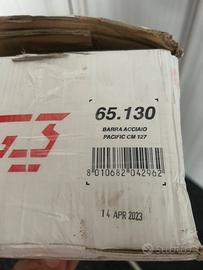 65.130
BARRA ACCIAIO
PACIFIC CM 127
8 010682 042962
14 APR 2023